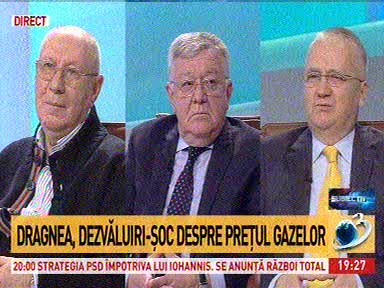 DIRECT
SUBIECTIV
DRAGNEA, DEZVĂLUIRI-ȘOC DESPRE PREȚUL GAZELOR
20:00 STRATEGIA PSD ÎMPOTRIVA LUI IOHANNIS. SE ANUNȚĂ RĂZBOI TOTAL
19:27